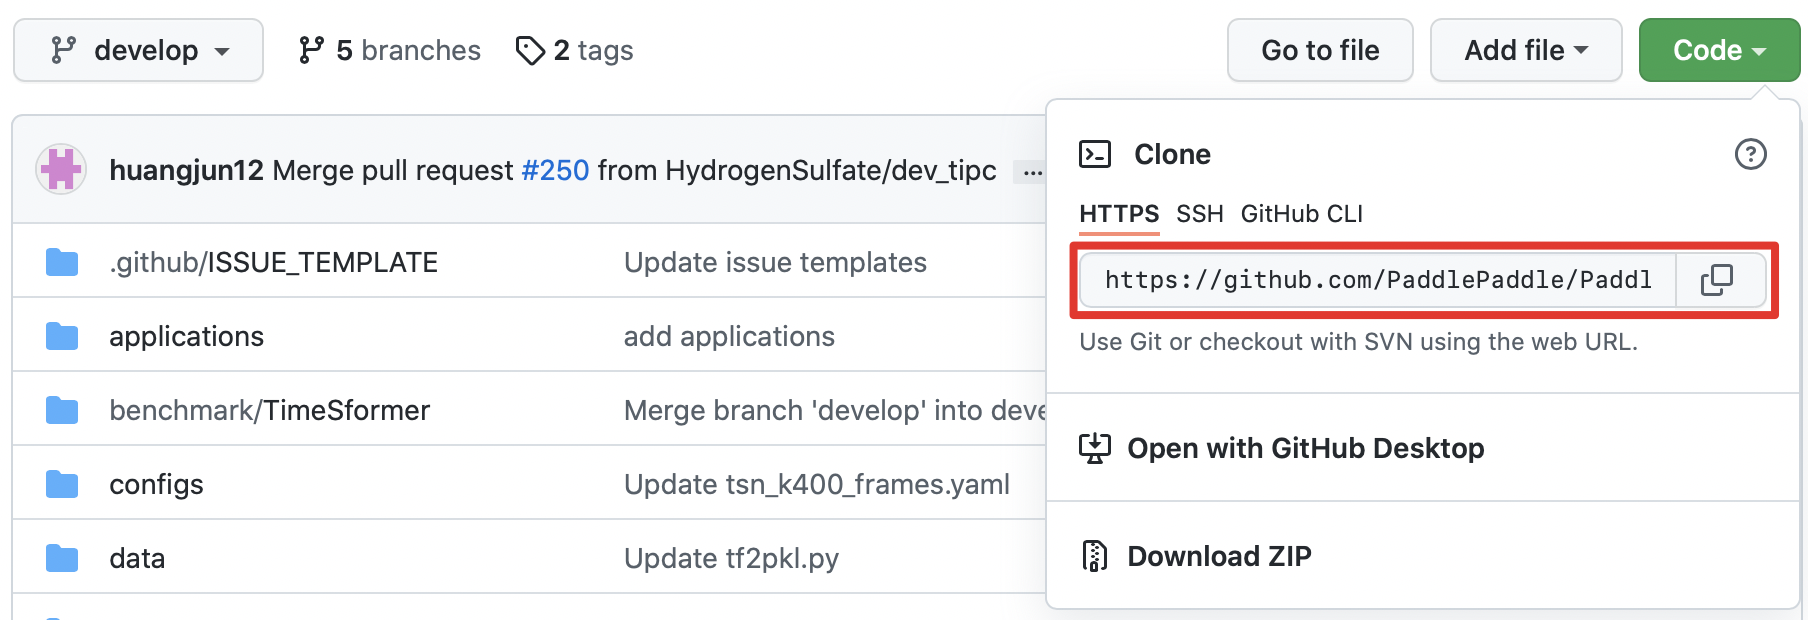 develop 5 branches 2 tags Go to file Add file Code
huangjun12 Merge pull request #250 from HydrogenSulfate/dev_tipc ...
Clone
HTTPS SSH GitHub CLI
https://github.com/PaddlePaddle/Paddl
Use Git or checkout with SVN using the web URL.
Open with GitHub Desktop
Download ZIP
.github/ISSUE_TEMPLATE Update issue templates
applications add applications
benchmark/TimeSformer Merge branch 'develop' into deve
configs Update tsn_k400_frames.yaml
data Update tf2pkl.py